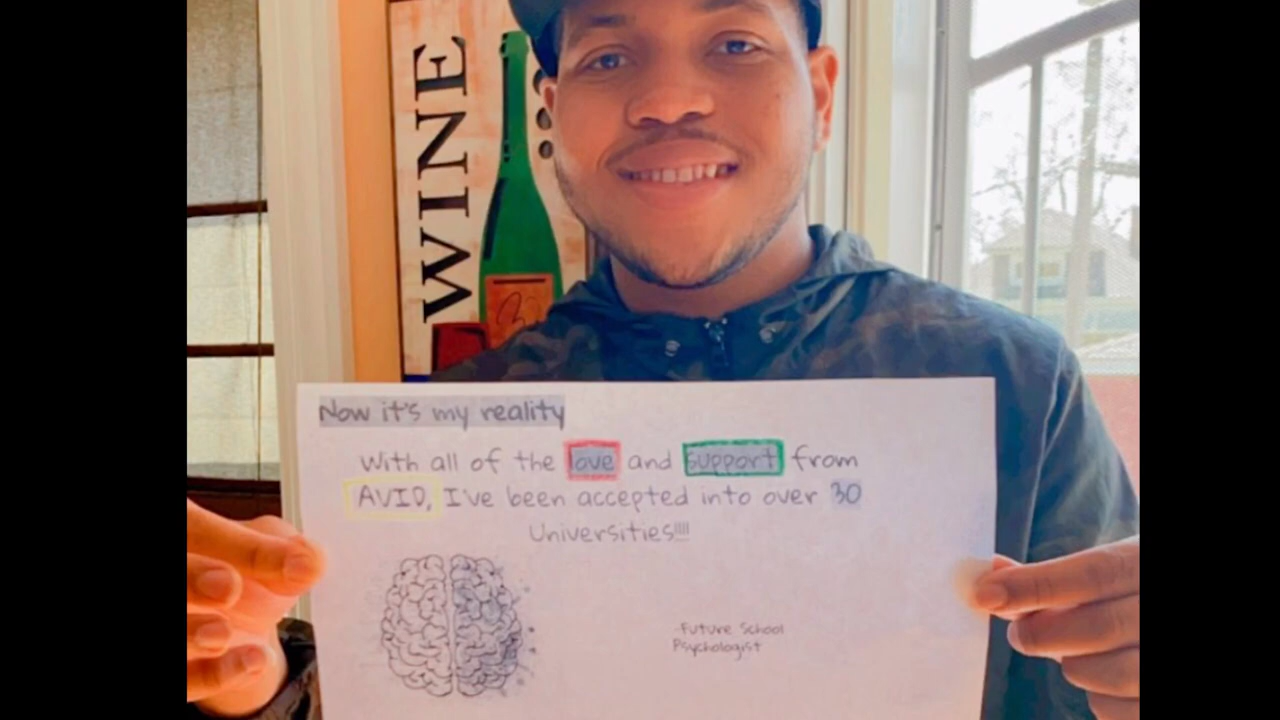 WINE
Now it's my reality
With all of the love and support from
AVID, I've been accepted into over 30
Universities!!!!
-Future School
Psychologist